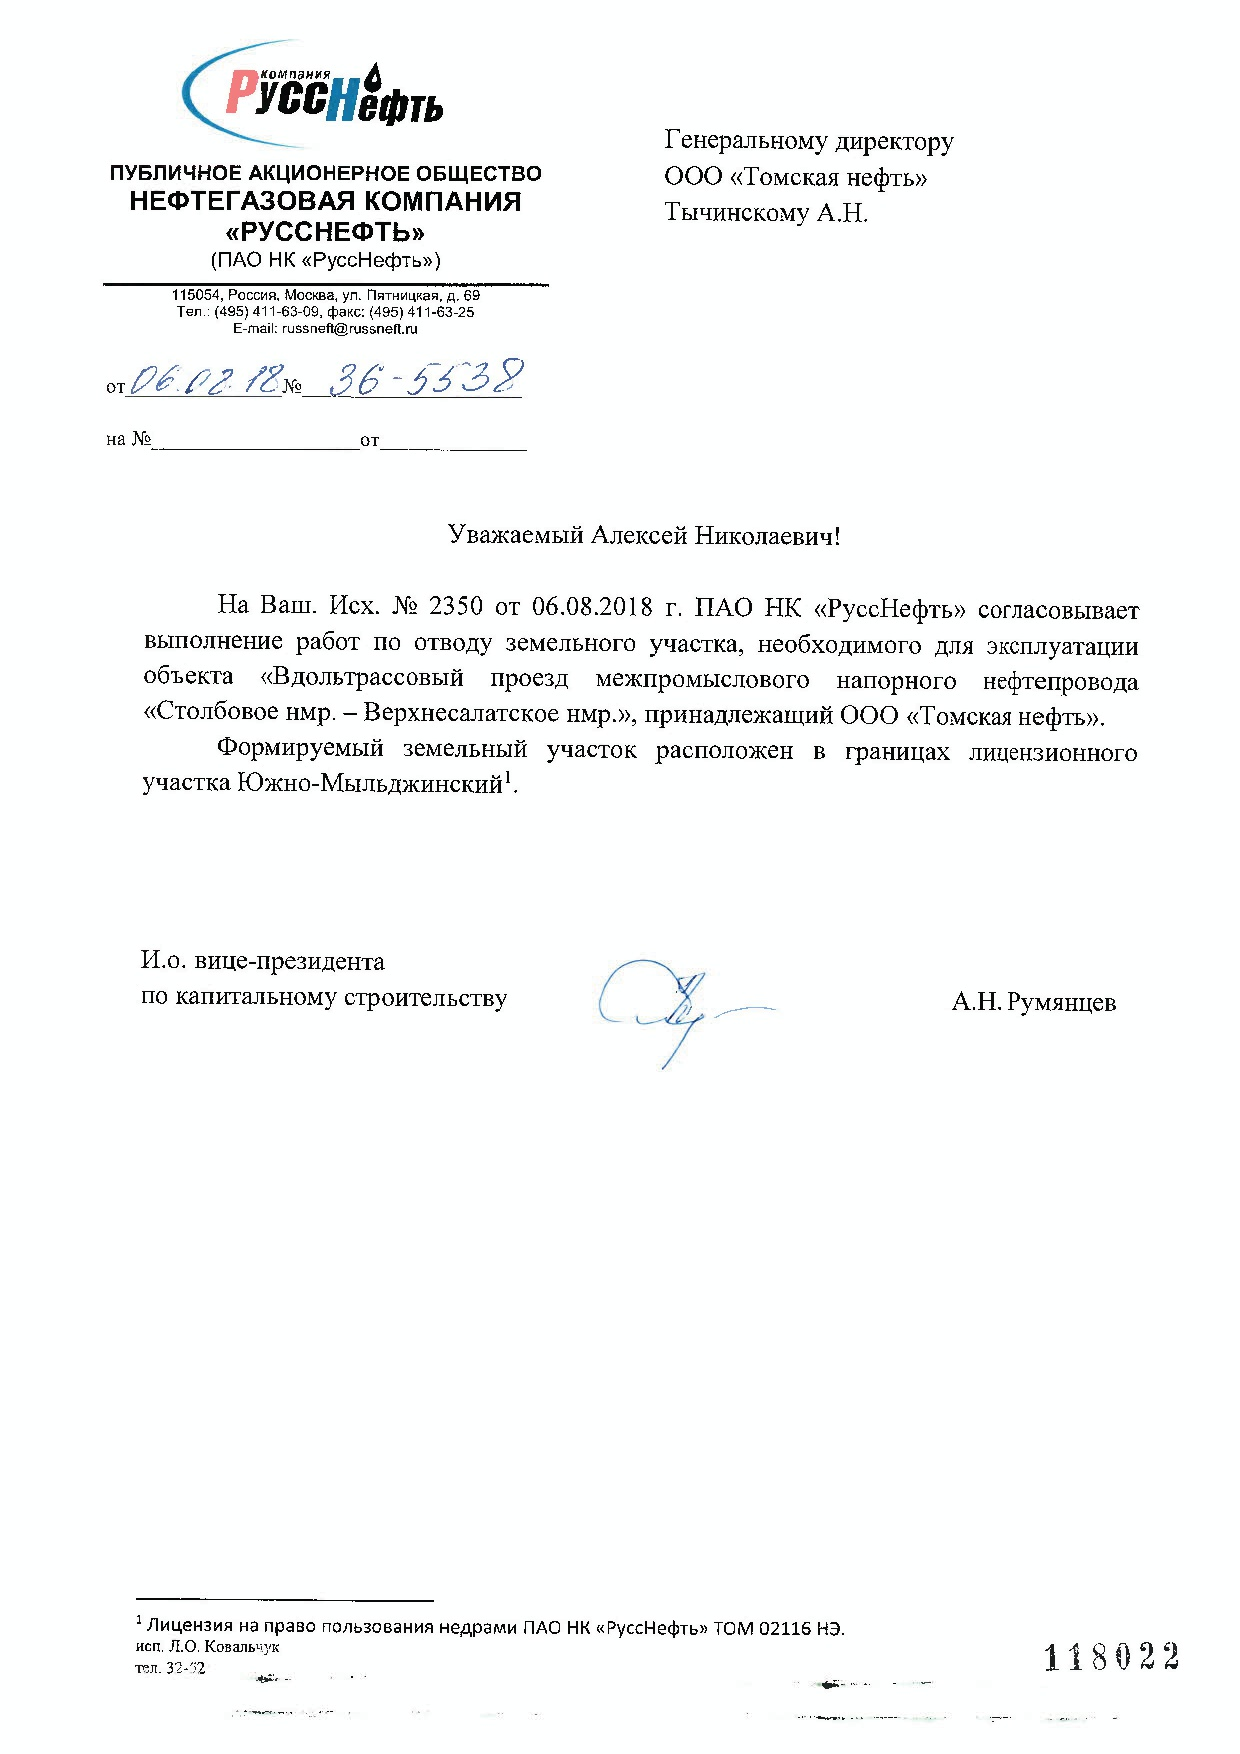 компания
РуссНефть
ПУБЛИЧНОЕ АКЦИОНЕРНОЕ ОБЩЕСТВО
НЕФТЕГАЗОВАЯ КОМПАНИЯ
«РУССНЕФТЬ»
(ПАО НК «РуссНефть»)
115054, Россия, Москва, ул. Пятницкая, д. 69
Тел.: (495) 411-63-09, факс: (495) 411-63-25
E-mail: russneft@russneft.ru
от 06.02.18 № 36-5538
на № от
Генеральному директору
ООО «Томская нефть»
Тычинскому А.Н.
Уважаемый Алексей Николаевич!
На Ваш. Исх. № 2350 от 06.08.2018 г. ПАО НК «РуссНефть» согласовывает
выполнение работ по отводу земельного участка, необходимого для эксплуатации
объекта «Вдольтрассовый проезд межпромыслового напорного нефтепровода
«Столбовое нмр. – Верхнесалатское нмр.», принадлежащий ООО «Томская нефть».
Формируемый земельный участок расположен в границах лицензионного
участка Южно-Мыльджинский¹.
И.о. вице-президента
по капитальному строительству
А.Н. Румянцев
¹ Лицензия на право пользования недрами ПАО НК «РуссНефть» ТОМ 02116 НЭ.
исп. Л.О. Ковальчук
тел. 32-52
118022